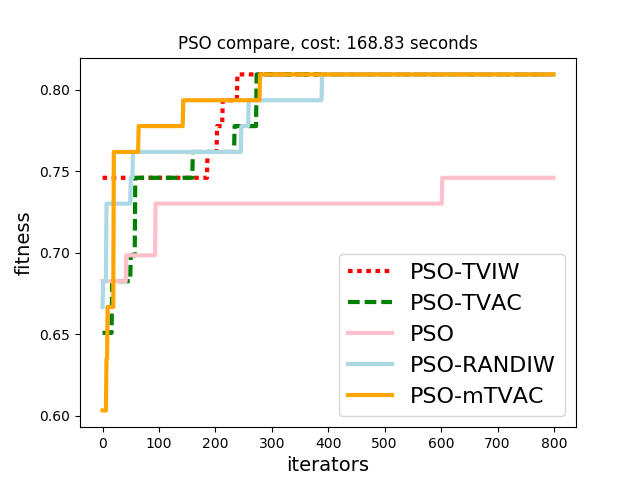 PSO compare, cost: 168.83 seconds
fitness
0.80
0.75
0.70
0.65
0.60
PSO-TVIW
PSO-TVAC
PSO
PSO-RANDIW
PSO-mTVAC
0 100 200 300 400 500 600 700 800
iterators